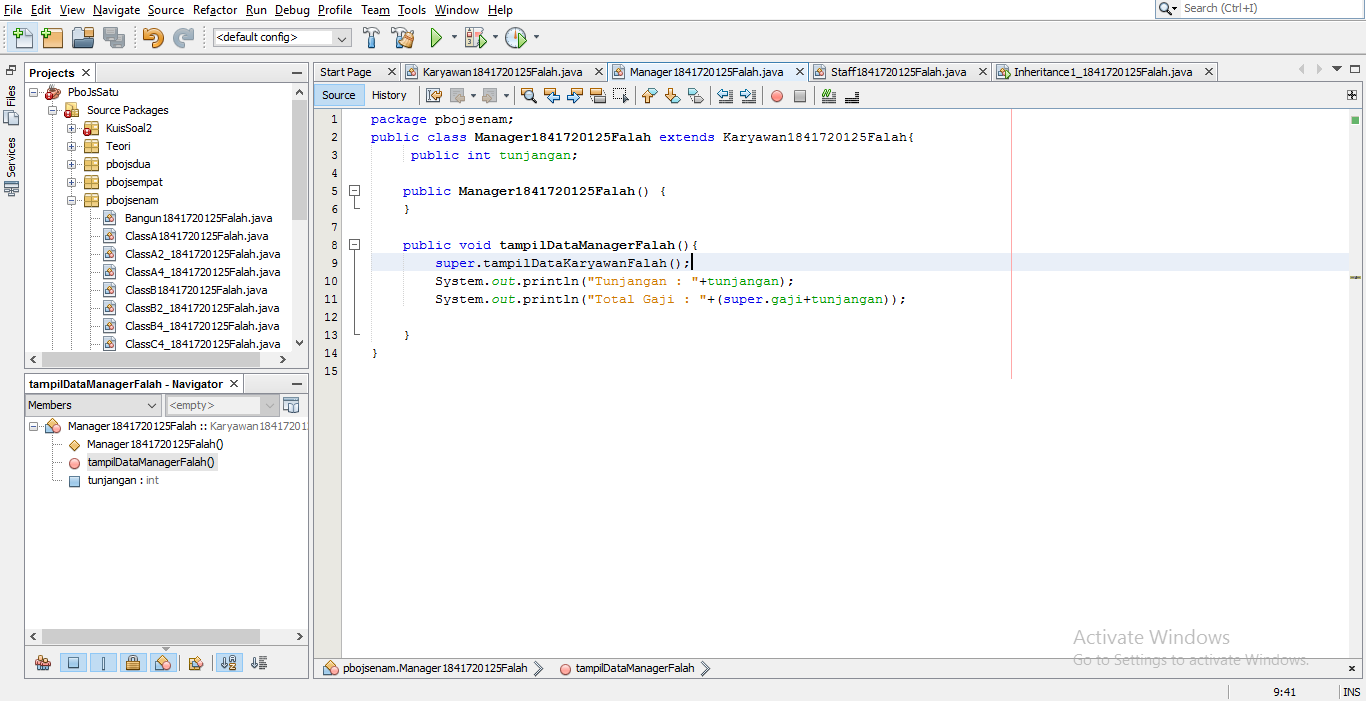 File Edit View Navigate Source Refactor Run Debug Profile Team Tools Window Help
Search (Ctrl+I)
<default config>
Files
Services
Projects
PboJsSatu
Source Packages
KuisSoal2
Teori
pbojsdua
pbojsempat
pbojsenam
Bangun1841720125Falah.java
ClassA1841720125Falah.java
ClassA2_1841720125Falah.java
ClassA4_1841720125Falah.java
ClassB1841720125Falah.java
ClassB2_1841720125Falah.java
ClassB4_1841720125Falah.java
ClassC4_1841720125Falah.java
tampilDataManagerFalah - Navigator
Members
<empty>
Manager1841720125Falah :: Karyawan18417201
Manager1841720125Falah()
tampilDataManagerFalah()
tunjangan : int
Start Page Karyawan1841720125Falah.java Manager1841720125Falah.java Staff1841720125Falah.java Inheritance1_1841720125Falah.java
Source History
1 package pbojsenam;
2 public class Manager1841720125Falah extends Karyawan1841720125Falah{
3 public int tunjangan;
4
5 public Manager1841720125Falah() {
6 }
7
8 public void tampilDataManagerFalah(){
9 super.tampilDataKaryawanFalah();
10 System.out.println("Tunjangan : "+tunjangan);
11 System.out.println("Total Gaji : "+(super.gaji+tunjangan));
12
13 }
14 }
15
Activate Windows
Go to Settings to activate Windows.
pbojsenam.Manager1841720125Falah tampilDataManagerFalah
9:41 INS